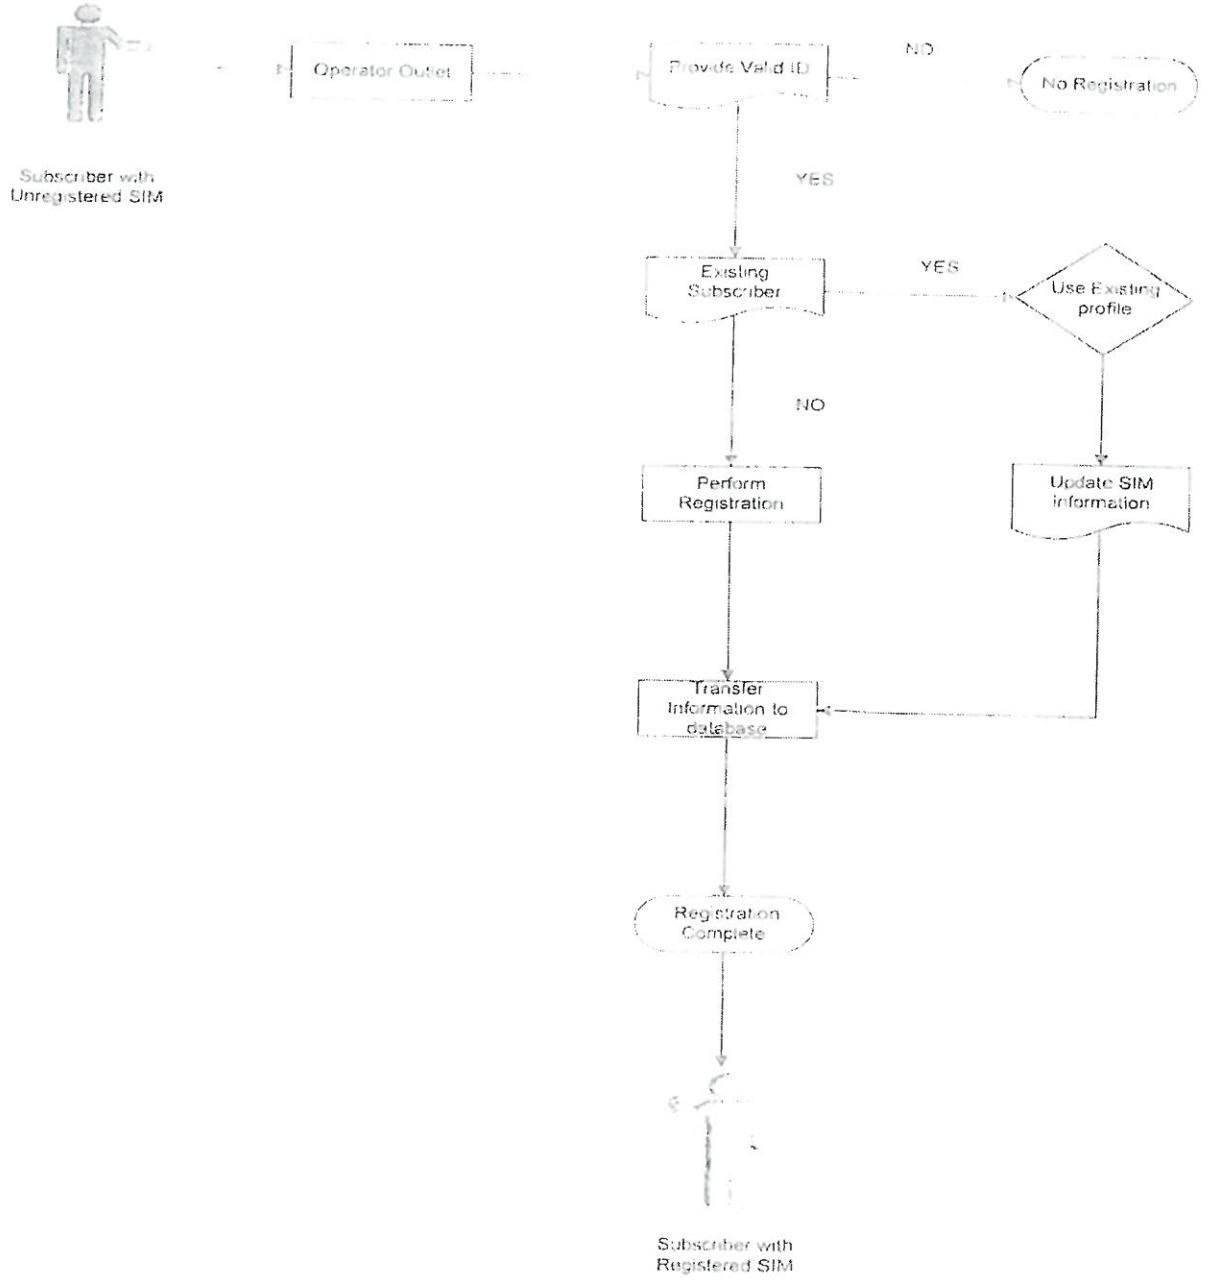 Operator Outlet
Provide Valid ID
NO
No Registration
Subscriber with
Unregistered SIM
YES
Existing
Subscriber
YES
Use Existing
profile
NO
Perform
Registration
Update SIM
information
Transfer
Information to
database
Registration
Complete
Subscriber with
Registered SIM